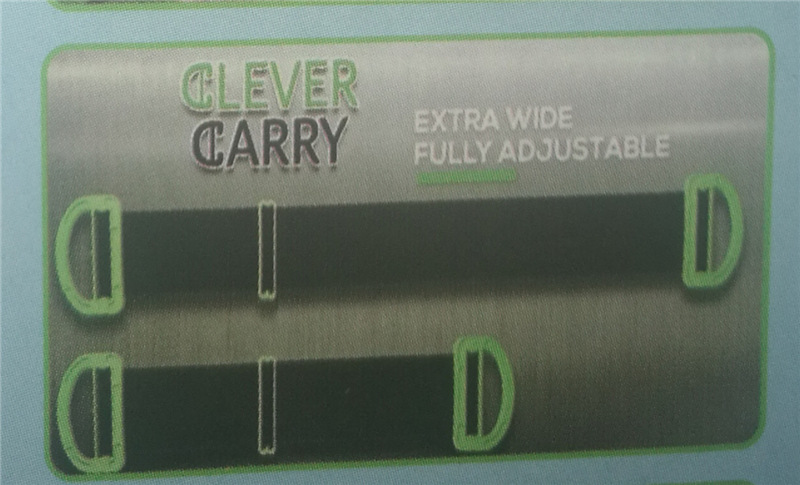 CLEVER
CARRY
EXTRA WIDE
FULLY ADJUSTABLE